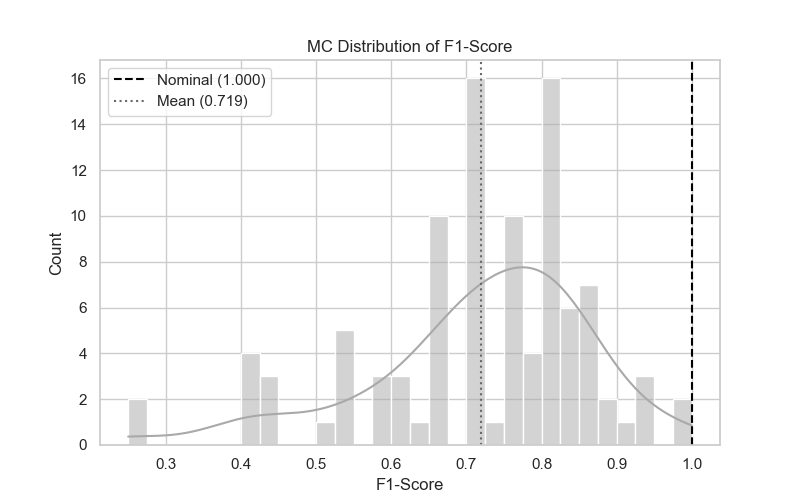 MC Distribution of F1-Score
Nominal (1.000)
Mean (0.719)
Count
16
14
12
10
8
6
4
2
0
0.3 0.4 0.5 0.6 0.7 0.8 0.9 1.0
F1-Score